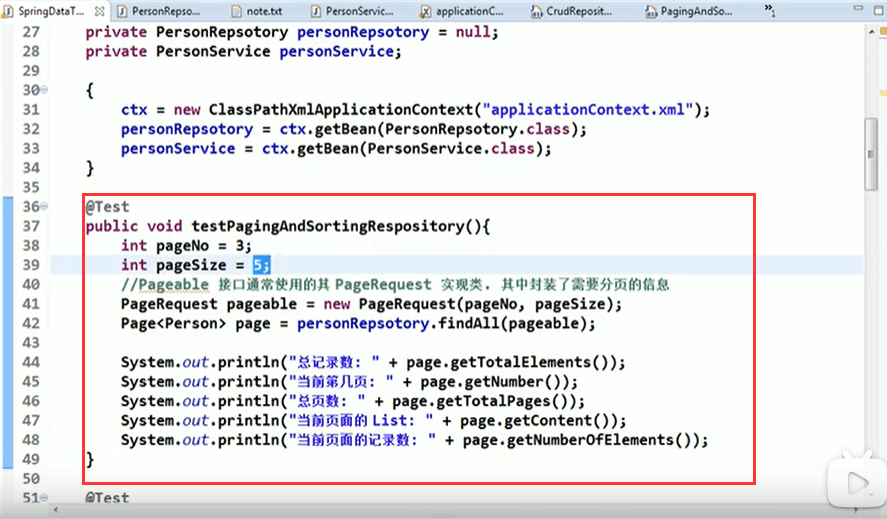 SpringDataT...
PersonRepso...
note.txt
PersonServic...
applicationC...
CrudReposit...
PagingAndSo...
»1
27 private PersonRepsotory personRepsotory = null;
28 private PersonService personService;
29
30 {
31 ctx = new ClassPathXmlApplicationContext("applicationContext.xml");
32 personRepsotory = ctx.getBean(PersonRepsotory.class);
33 personService = ctx.getBean(PersonService.class);
34 }
35
36 @Test
37 public void testPagingAndSortingRespository(){
38 int pageNo = 3;
39 int pageSize = 5;
40 //Pageable 接口通常使用的其 PageRequest 实现类. 其中封装了需要分页的信息
41 PageRequest pageable = new PageRequest(pageNo, pageSize);
42 Page<Person> page = personRepsotory.findAll(pageable);
43
44 System.out.println("总记录数: " + page.getTotalElements());
45 System.out.println("当前第几页: " + page.getNumber());
46 System.out.println("总页数: " + page.getTotalPages());
47 System.out.println("当前页面的 List: " + page.getContent());
48 System.out.println("当前页面的记录数: " + page.getNumberOfElements());
49 }
50
51 @Test